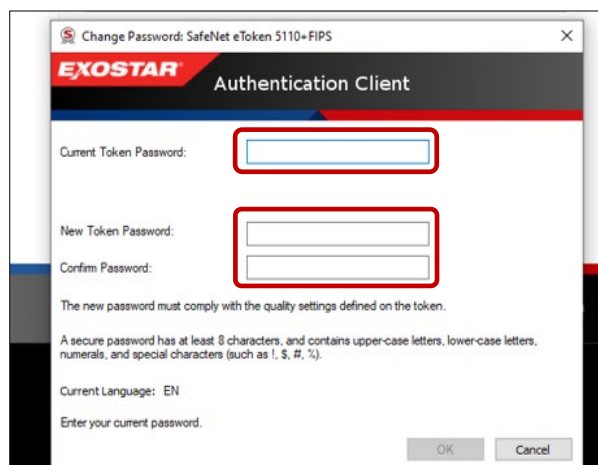 Change Password: SafeNet eToken 5110+FIPS
EXOSTAR®
Authentication Client
Current Token Password:
New Token Password:
Confirm Password:
The new password must comply with the quality settings defined on the token.
A secure password has at least 8 characters, and contains upper-case letters, lower-case letters,
numerals, and special characters (such as !, $, #, %).
Current Language: EN
Enter your current password.
OK Cancel